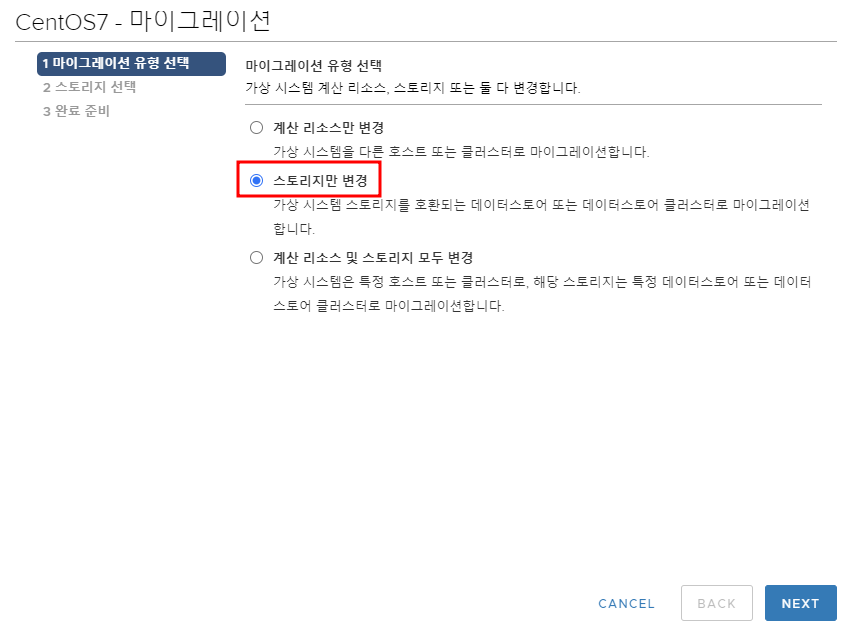 CentOS7 - 마이그레이션
1 마이그레이션 유형 선택
2 스토리지 선택
3 완료 준비
마이그레이션 유형 선택
가상 시스템 계산 리소스, 스토리지 또는 둘 다 변경합니다.
계산 리소스만 변경
가상 시스템을 다른 호스트 또는 클러스터로 마이그레이션합니다.
스토리지만 변경
가상 시스템 스토리지를 호환되는 데이터스토어 또는 데이터스토어 클러스터로 마이그레이션
합니다.
계산 리소스 및 스토리지 모두 변경
가상 시스템은 특정 호스트 또는 클러스터로, 해당 스토리지는 특정 데이터스토어 또는 데이터
스토어 클러스터로 마이그레이션합니다.
CANCEL
BACK
NEXT